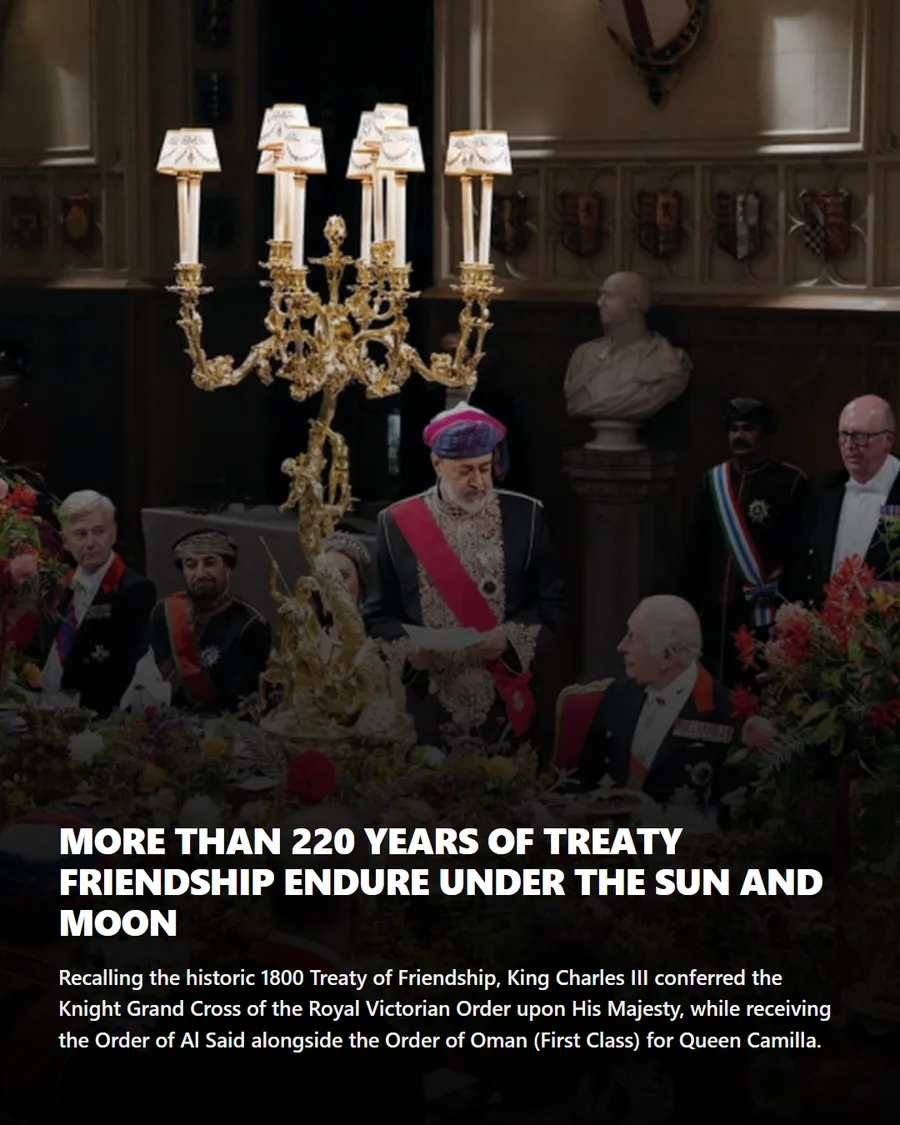 MORE THAN 220 YEARS OF TREATY
FRIENDSHIP ENDURE UNDER THE SUN AND
MOON
Recalling the historic 1800 Treaty of Friendship, King Charles III conferred the
Knight Grand Cross of the Royal Victorian Order upon His Majesty, while receiving
the Order of Al Said alongside the Order of Oman (First Class) for Queen Camilla.